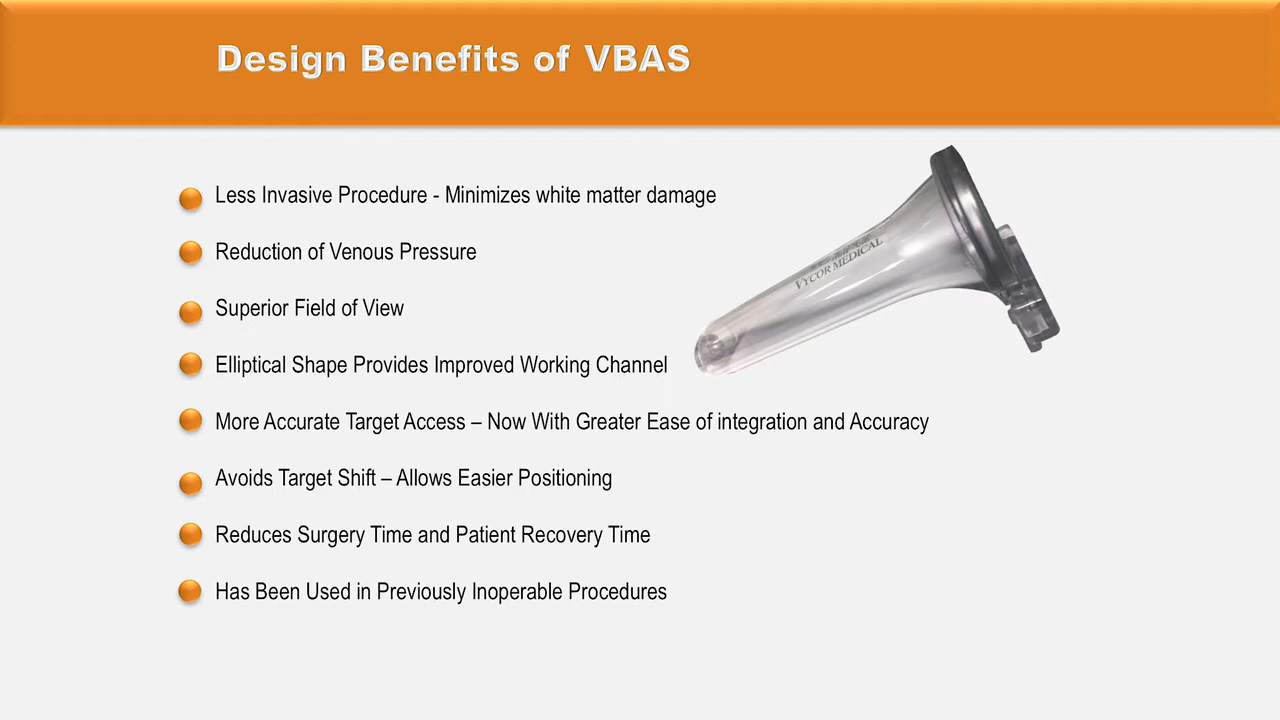 Design Benefits of VBAS
Less Invasive Procedure - Minimizes white matter damage
Reduction of Venous Pressure
Superior Field of View
Elliptical Shape Provides Improved Working Channel
More Accurate Target Access – Now With Greater Ease of integration and Accuracy
Avoids Target Shift – Allows Easier Positioning
Reduces Surgery Time and Patient Recovery Time
Has Been Used in Previously Inoperable Procedures
VYCOR MEDICAL